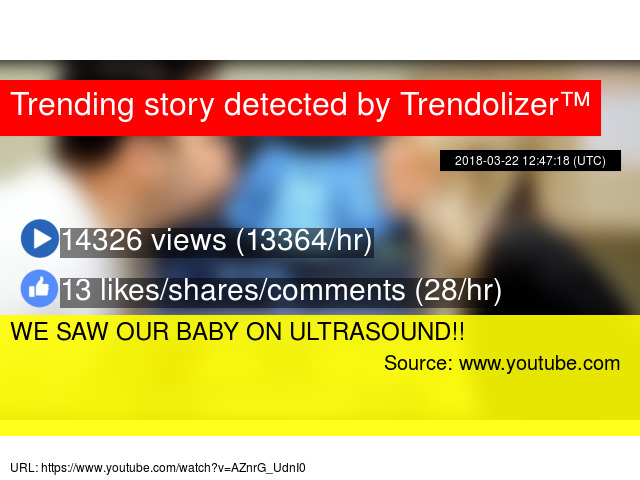 Trending story detected by Trendolizer™
2018-03-22 12:47:18 (UTC)
14326 views (13364/hr)
13 likes/shares/comments (28/hr)
WE SAW OUR BABY ON ULTRASOUND!!
Source: www.youtube.com
URL: https://www.youtube.com/watch?v=AZnrG_UdnI0